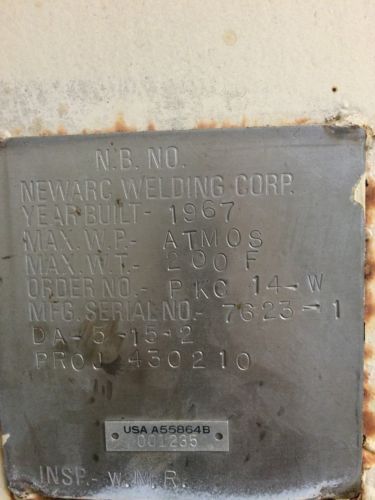 N.B. NO.
NEWARC WELDING CORP.
YEAR BUILT- 1967
MAX. W.P.- ATMOS
MAX. W.T.- 200 F
ORDER NO.- PKG 14-W
MFG. SERIAL NO.- 7623-1
DA-5-15-2
PROJ 430210
USA A55864B
001235
INSP.- W.M.R.